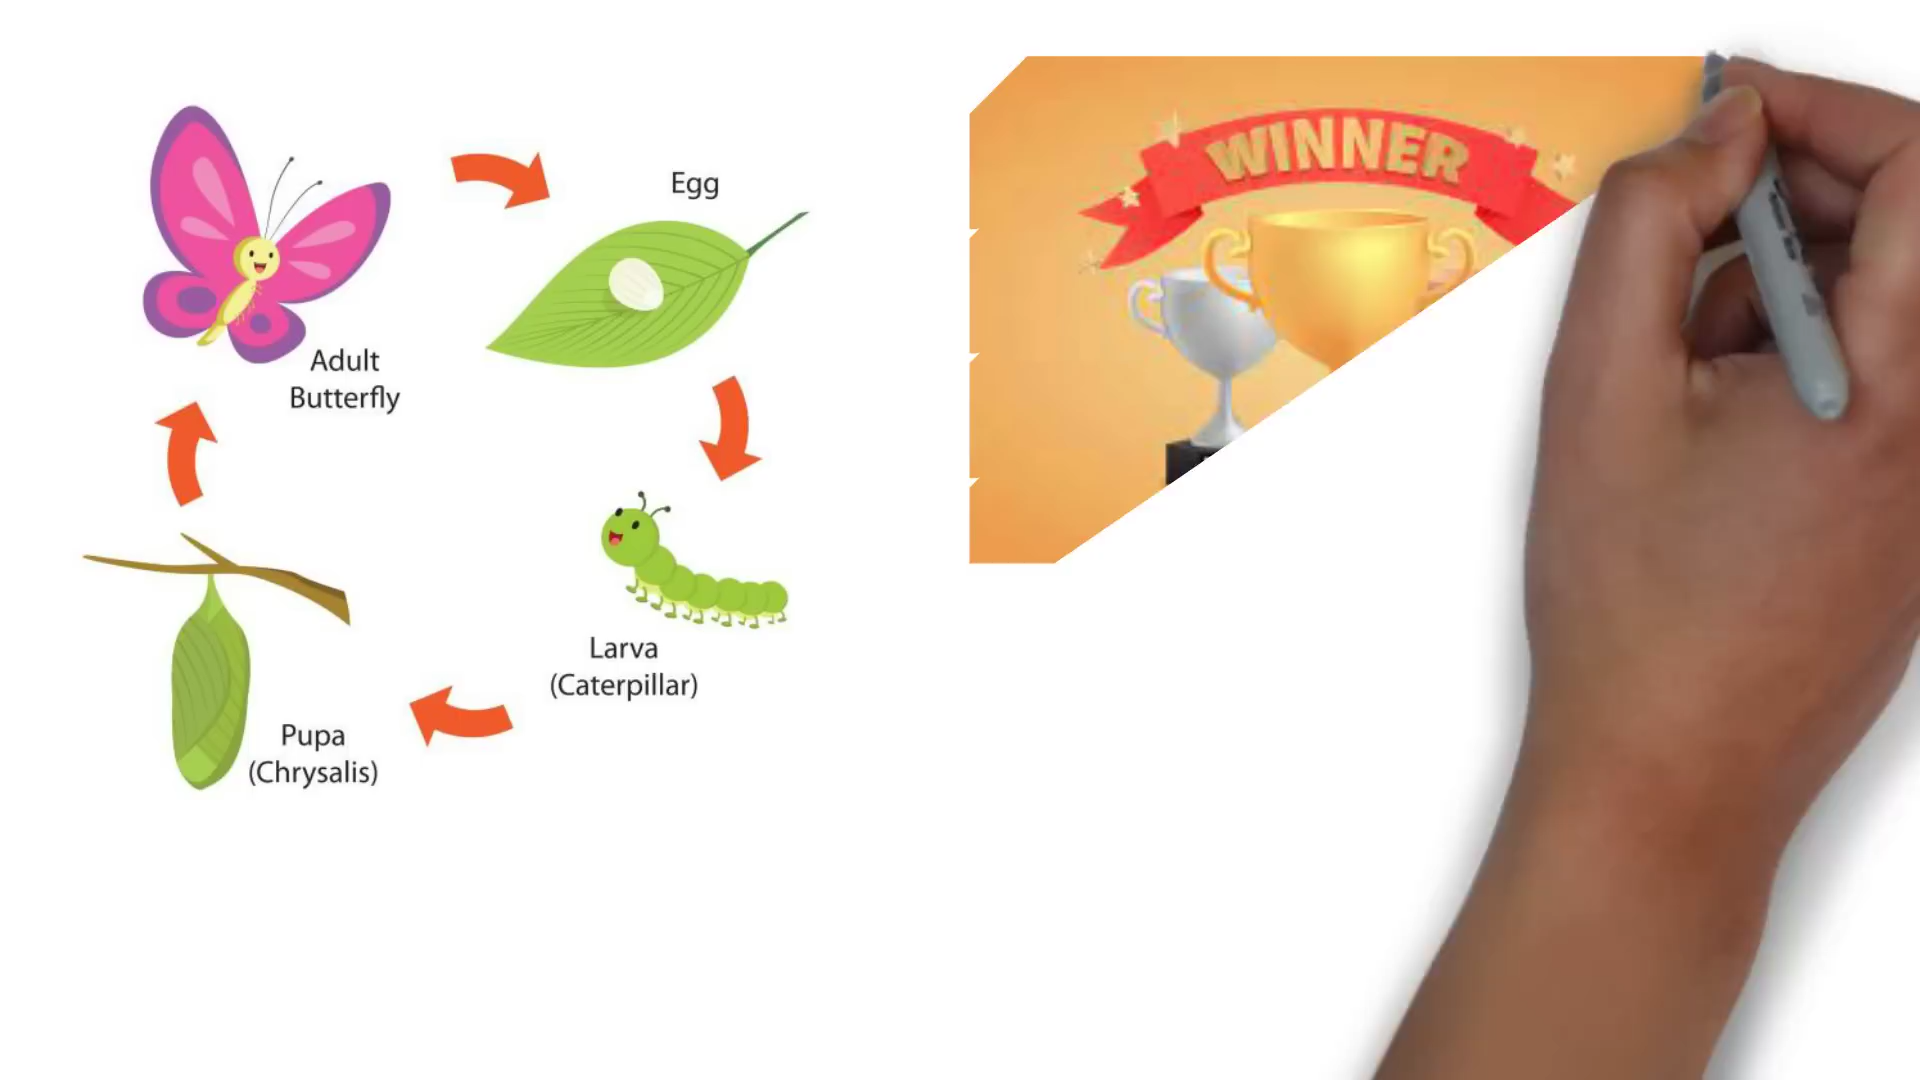 Egg
Adult
Butterfly
Larva
(Caterpillar)
Pupa
(Chrysalis)
WINNER